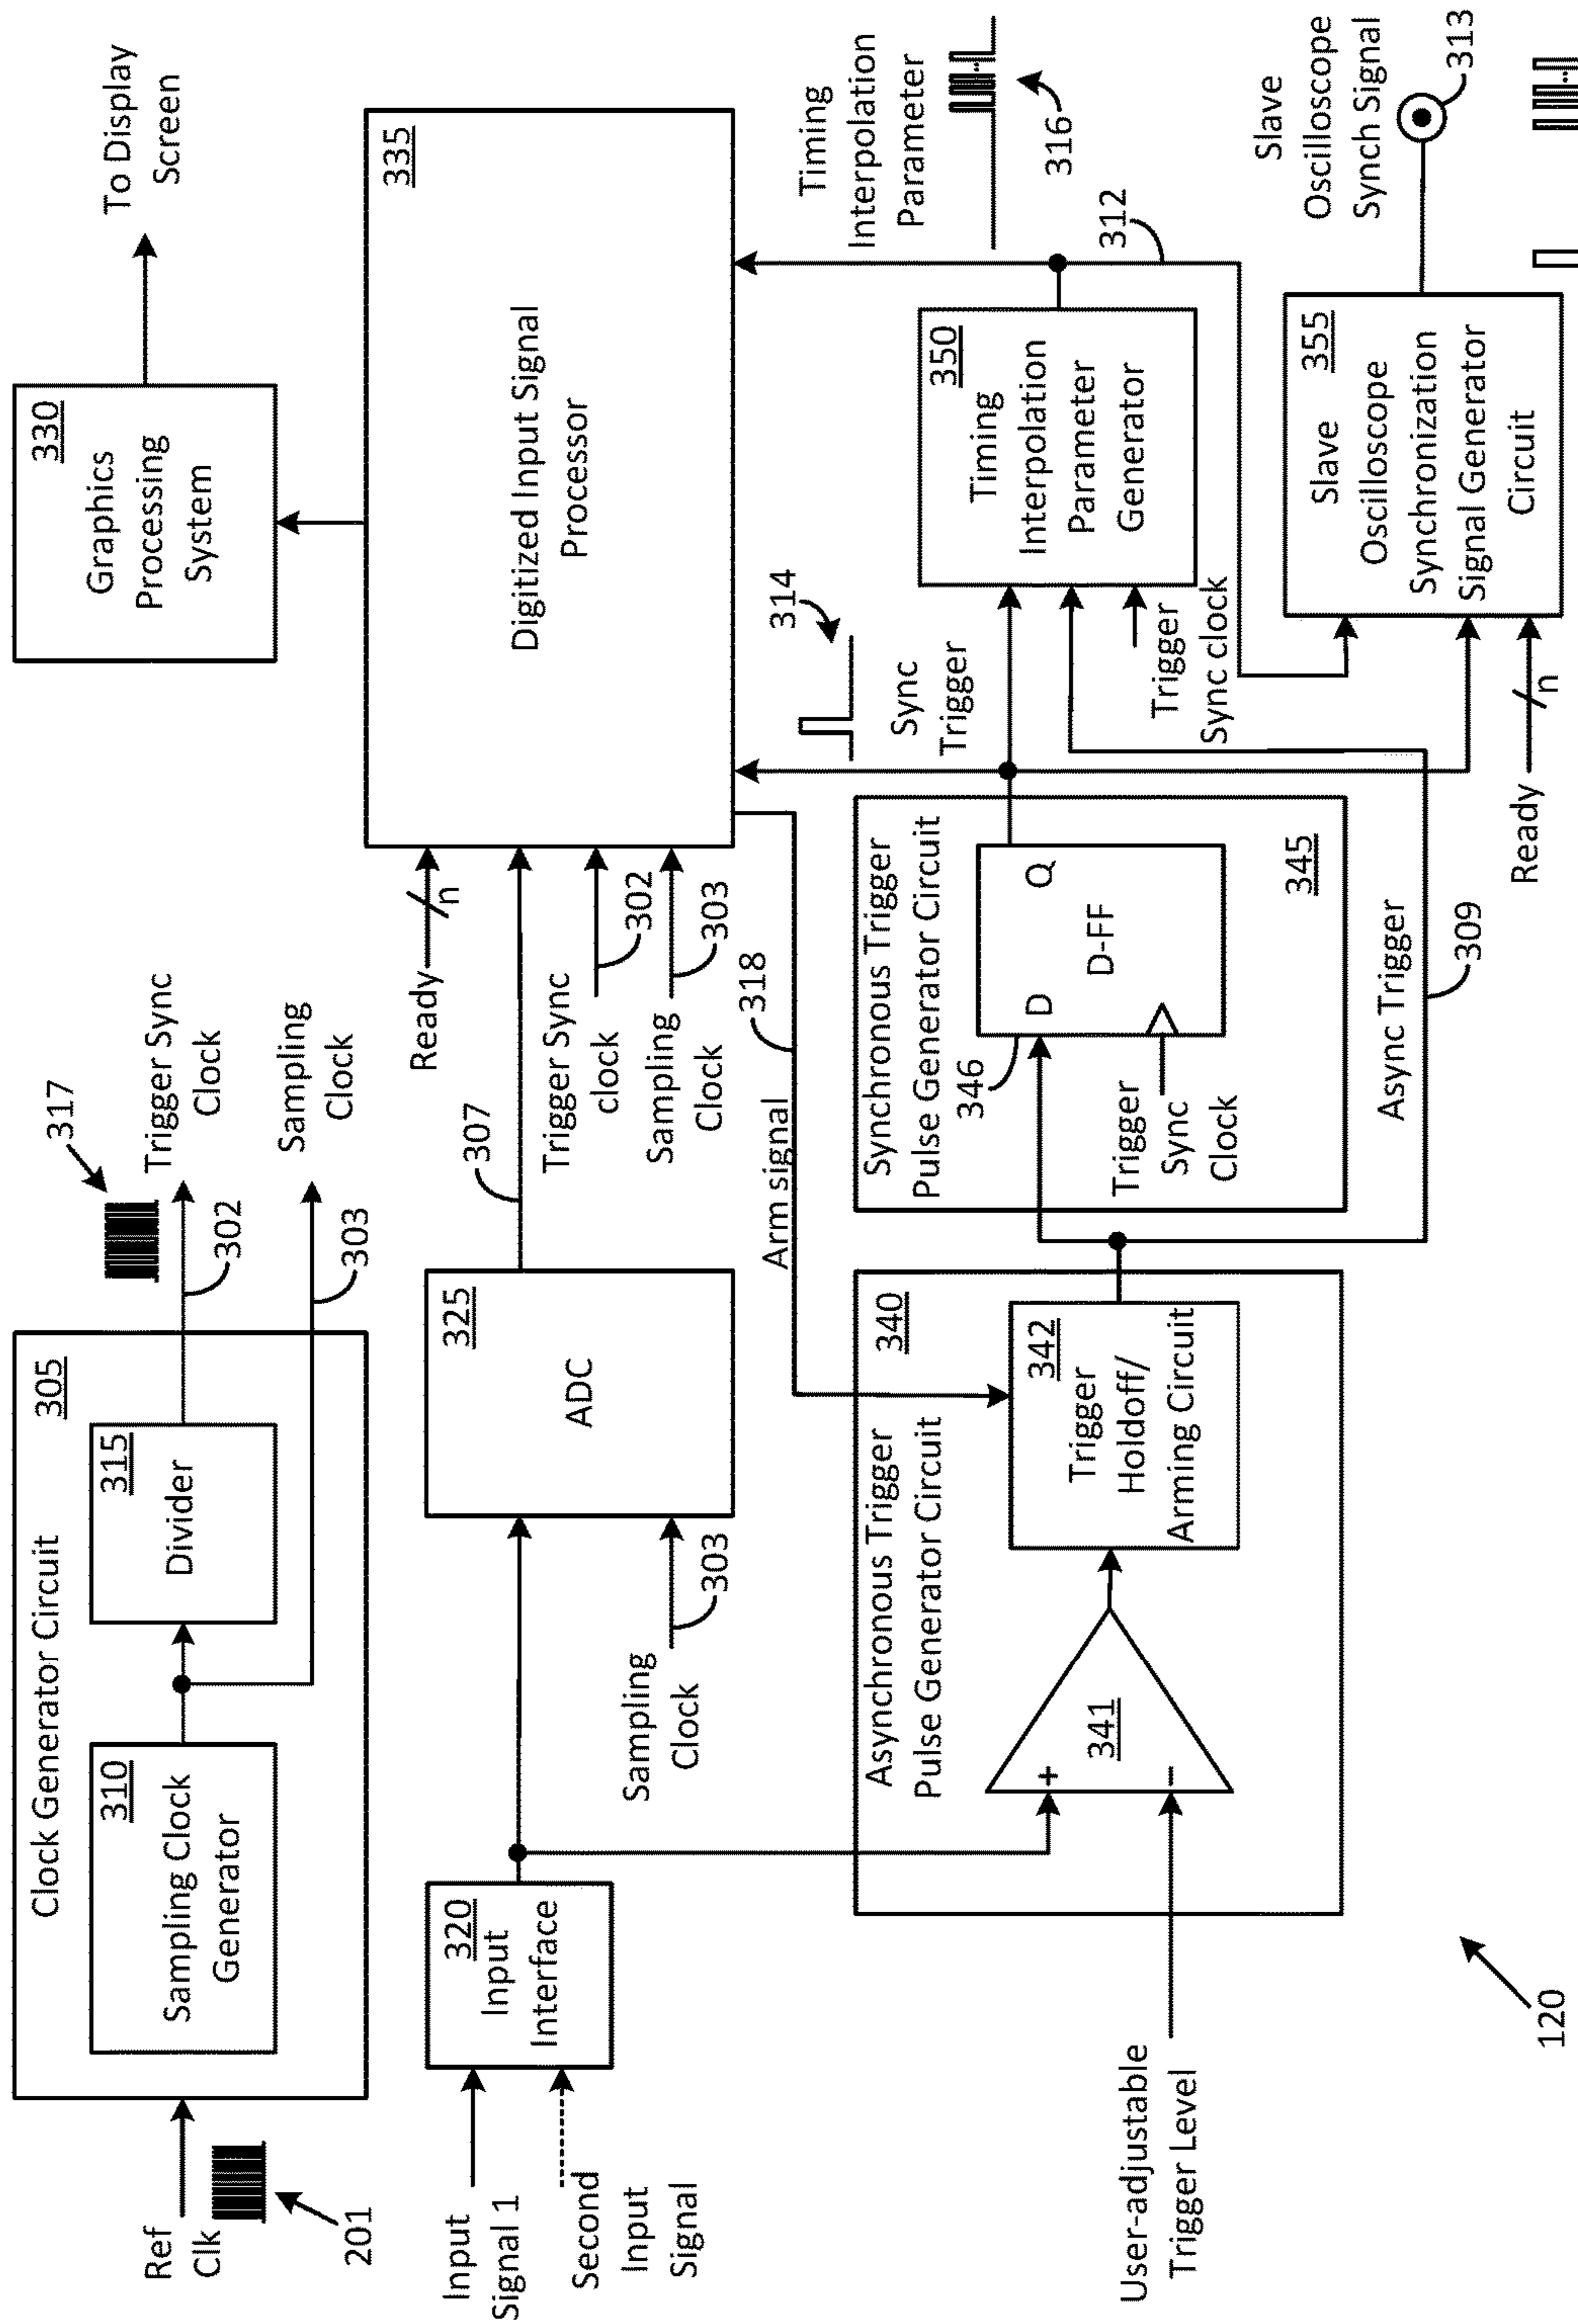 Clock Generator Circuit
305
310
Sampling Clock
Generator
315
Divider
Ref
Clk
201
317
Trigger Sync
Clock
302
Sampling
Clock
303
330
Graphics
Processing
System
To Display
Screen
320
Input
Interface
Input
Signal 1
Second
Input
Signal
325
ADC
Sampling
Clock
303
307
Ready
n
Trigger Sync
clock
302
Sampling
Clock
303
335
Digitized Input Signal
Processor
Arm signal
318
314
Sync
Trigger
Timing
Interpolation
Parameter
316
312
Asynchronous Trigger
Pulse Generator Circuit
340
341
+
−
342
Trigger
Holdoff/
Arming Circuit
User-adjustable
Trigger Level
Synchronous Trigger
Pulse Generator Circuit
345
346
D
Q
D-FF
Trigger
Sync
Clock
Async Trigger
309
350
Timing
Interpolation
Parameter
Generator
Trigger
Sync clock
355
Slave
Oscilloscope
Synchronization
Signal Generator
Circuit
Ready
n
Slave
Oscilloscope
Synch Signal
313
120